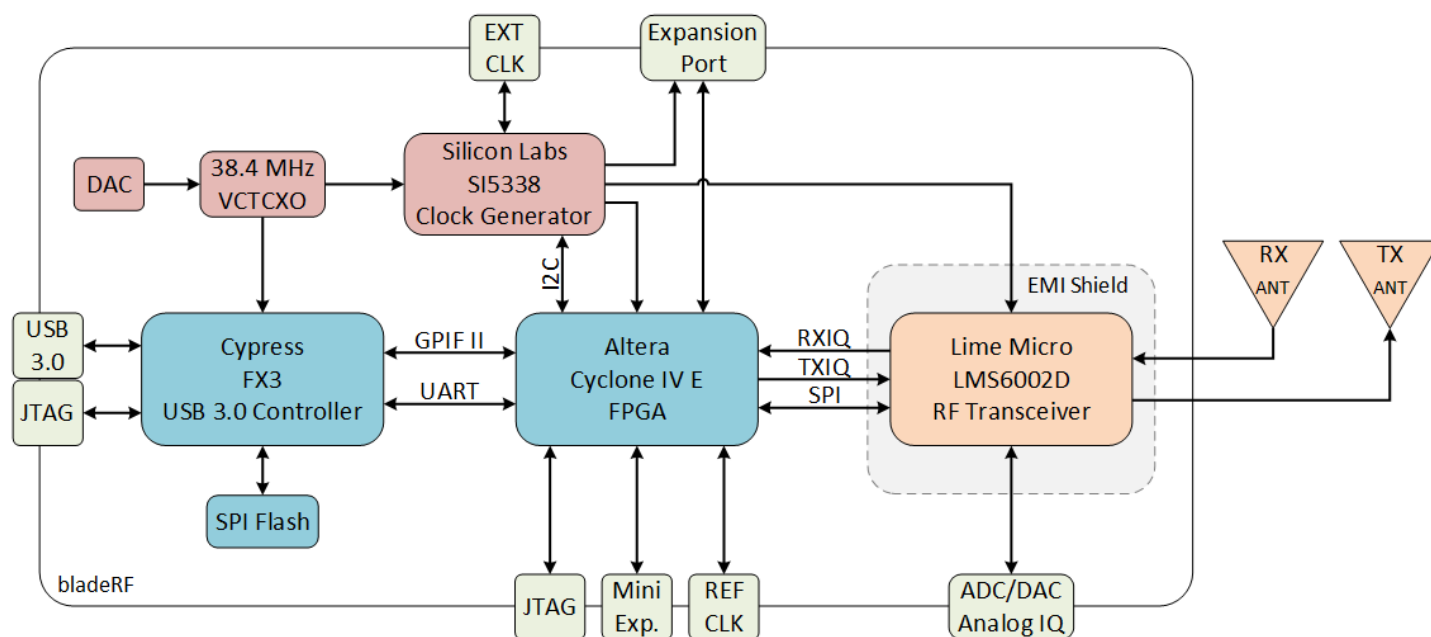 EXT
CLK
Expansion
Port
Silicon Labs
SI5338
Clock Generator
DAC
38.4 MHz
VCTCXO
I2C
RX
ANT
TX
ANT
EMI Shield
USB
3.0
JTAG
Cypress
FX3
USB 3.0 Controller
GPIF II
UART
Altera
Cyclone IV E
FPGA
RXIQ
TXIQ
SPI
Lime Micro
LMS6002D
RF Transceiver
SPI Flash
bladeRF
JTAG
Mini
Exp.
REF
CLK
ADC/DAC
Analog IQ